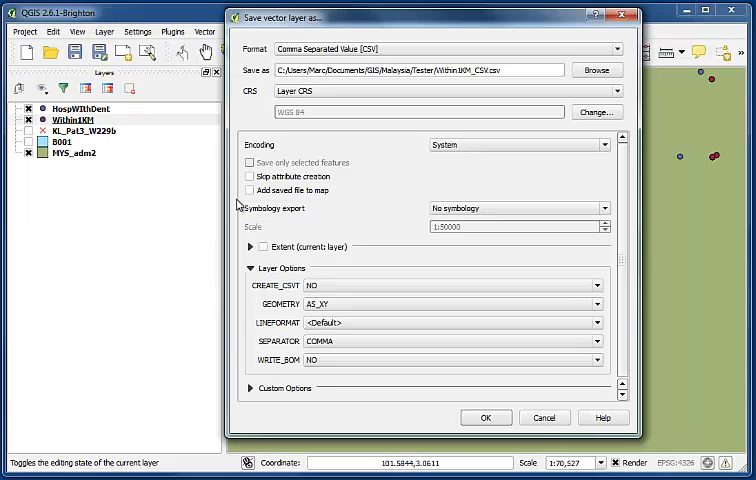 QGIS 2.6.1-Brighton
Save vector layer as...
Project Edit View Layer Settings Plugins Vector
Format Comma Separated Value [CSV]
Save as C:/Users/Marc/Documents/GIS/Malaysia/Tester/Within1KM_CSV.csv Browse
CRS Layer CRS
WGS 84 Change...
Layers
HospWIthDent
Within1KM
KL_Pat3_W229b
B001
MYS_adm2
Encoding System
Save only selected features
Skip attribute creation
Add saved file to map
Symbology export No symbology
Scale 1:50000
Extent (current: layer)
Layer Options
CREATE_CSVT NO
GEOMETRY AS_XY
LINEFORMAT <Default>
SEPARATOR COMMA
WRITE_BOM NO
Custom Options
OK Cancel Help
Toggles the editing state of the current layer Coordinate: 101.5844,3.0611 Scale 1:70,527 Render EPSG:4326